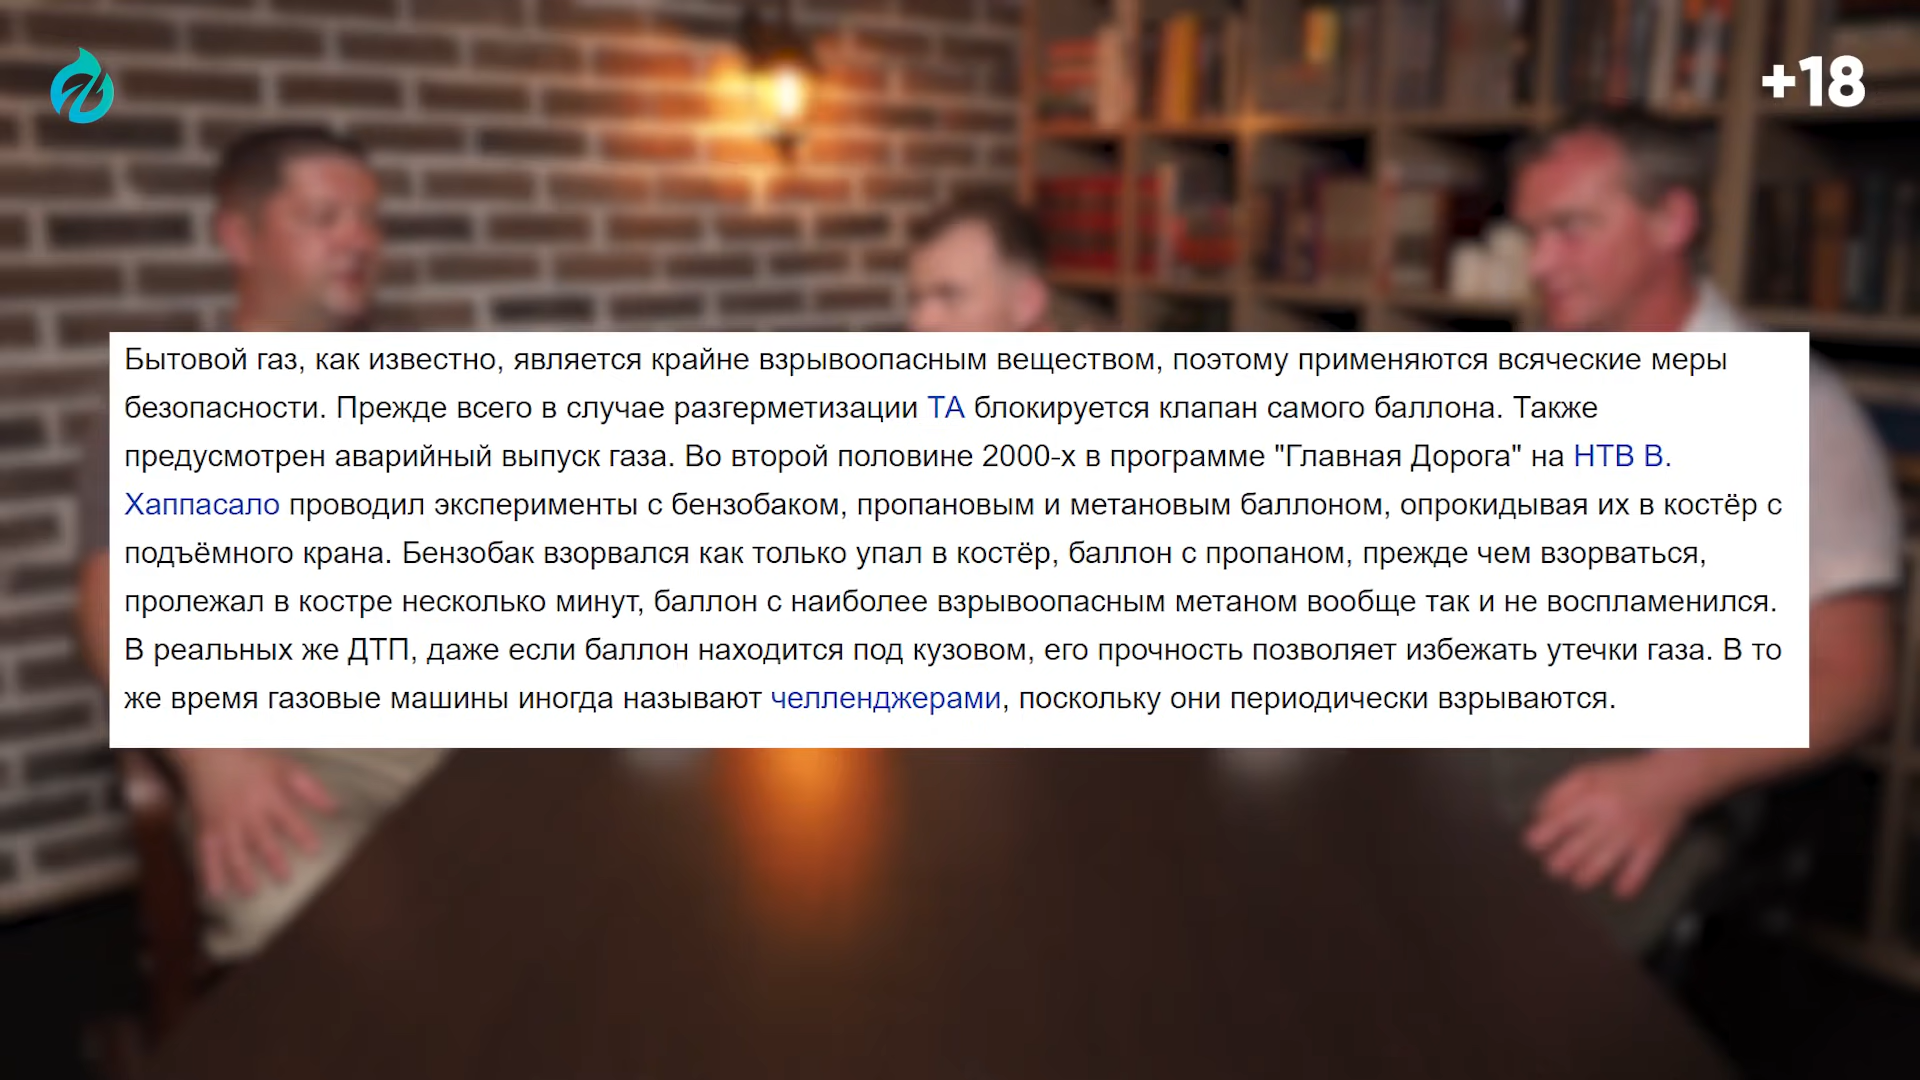 +18
Бытовой газ, как известно, является крайне взрывоопасным веществом, поэтому применяются всяческие меры
безопасности. Прежде всего в случае разгерметизации ТА блокируется клапан самого баллона. Также
предусмотрен аварийный выпуск газа. Во второй половине 2000-х в программе "Главная Дорога" на НТВ В.
Хаппасало проводил эксперименты с бензобаком, пропановым и метановым баллоном, опрокидывая их в костёр с
подъёмного крана. Бензобак взорвался как только упал в костёр, баллон с пропаном, прежде чем взорваться,
пролежал в костре несколько минут, баллон с наиболее взрывоопасным метаном вообще так и не воспламенился.
В реальных же ДТП, даже если баллон находится под кузовом, его прочность позволяет избежать утечки газа. В то
же время газовые машины иногда называют челленджерами, поскольку они периодически взрываются.